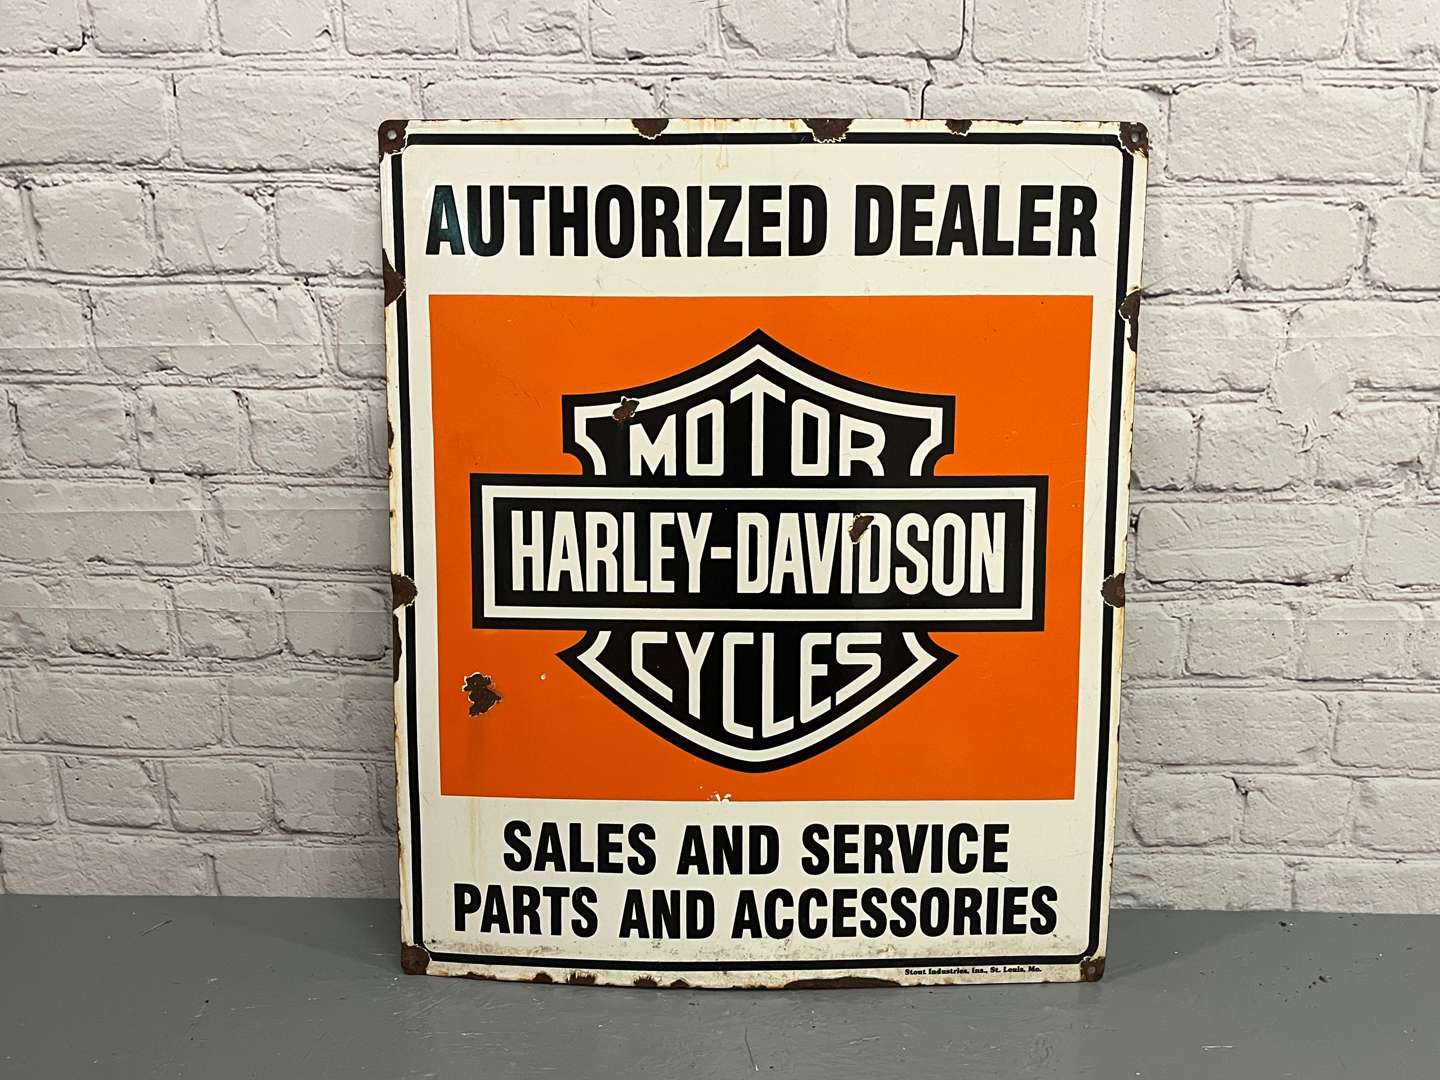 AUTHORIZED DEALER
MOTOR
HARLEY-DAVIDSON
CYCLES
SALES AND SERVICE
PARTS AND ACCESSORIES
Stout Industries, Inc., St. Louis, Mo.